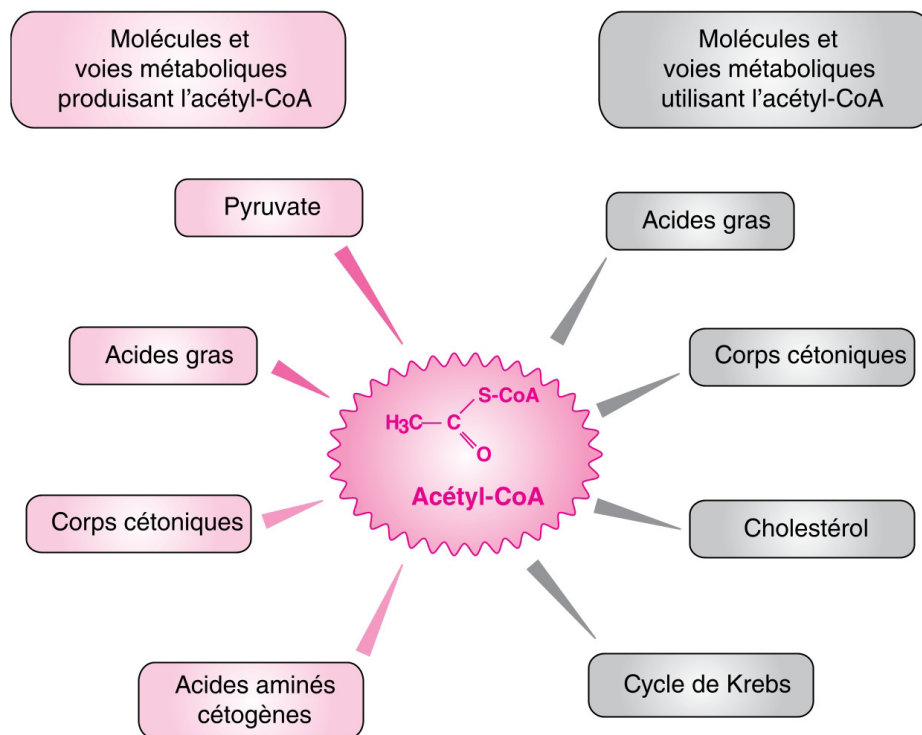 Molécules et
voies métaboliques
produisant l'acétyl-CoA
Molécules et
voies métaboliques
utilisant l'acétyl-CoA
Pyruvate
Acides gras
Acides gras
Corps cétoniques
S-CoA
H3C
C
O
Acétyl-CoA
Corps cétoniques
Cholestérol
Acides aminés
cétogènes
Cycle de Krebs